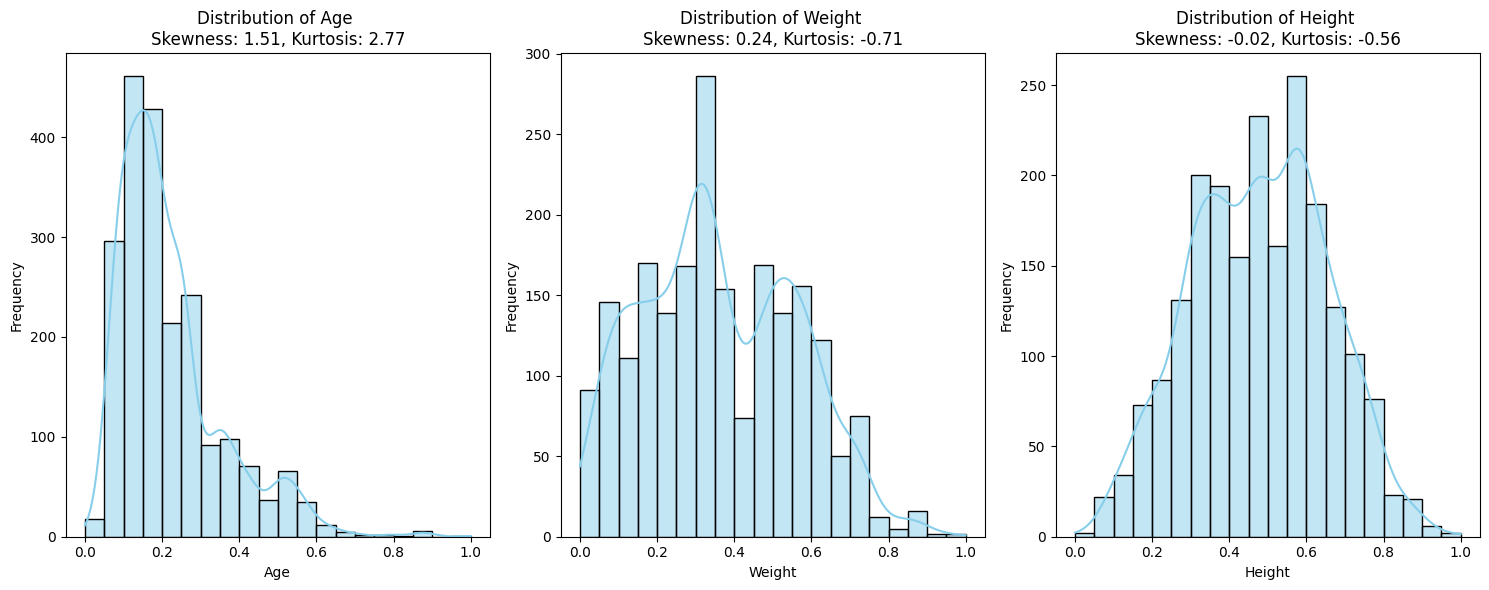 Distribution of Age
Skewness: 1.51, Kurtosis: 2.77
Frequency
400
300
200
100
0
0.0 0.2 0.4 0.6 0.8 1.0
Age
Distribution of Weight
Skewness: 0.24, Kurtosis: -0.71
Frequency
300
250
200
150
100
50
0
0.0 0.2 0.4 0.6 0.8 1.0
Weight
Distribution of Height
Skewness: -0.02, Kurtosis: -0.56
Frequency
250
200
150
100
50
0
0.0 0.2 0.4 0.6 0.8 1.0
Height